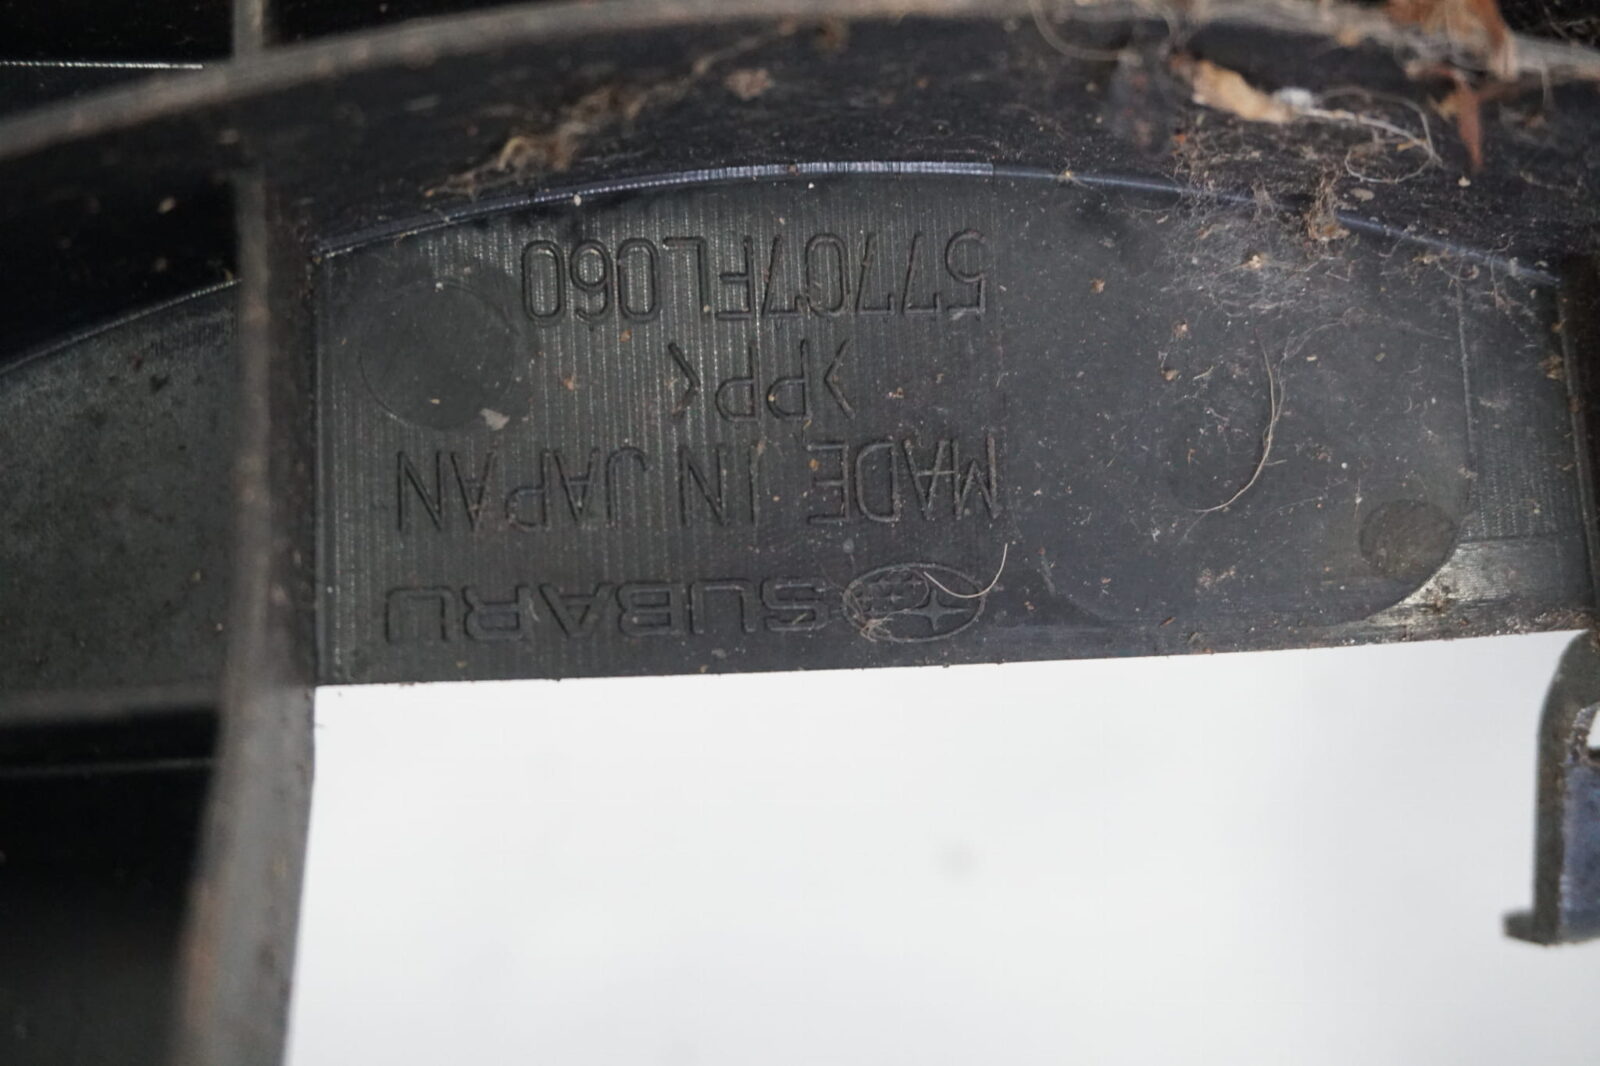 SUBARU
MADE IN JAPAN
>PP<
57707FL060